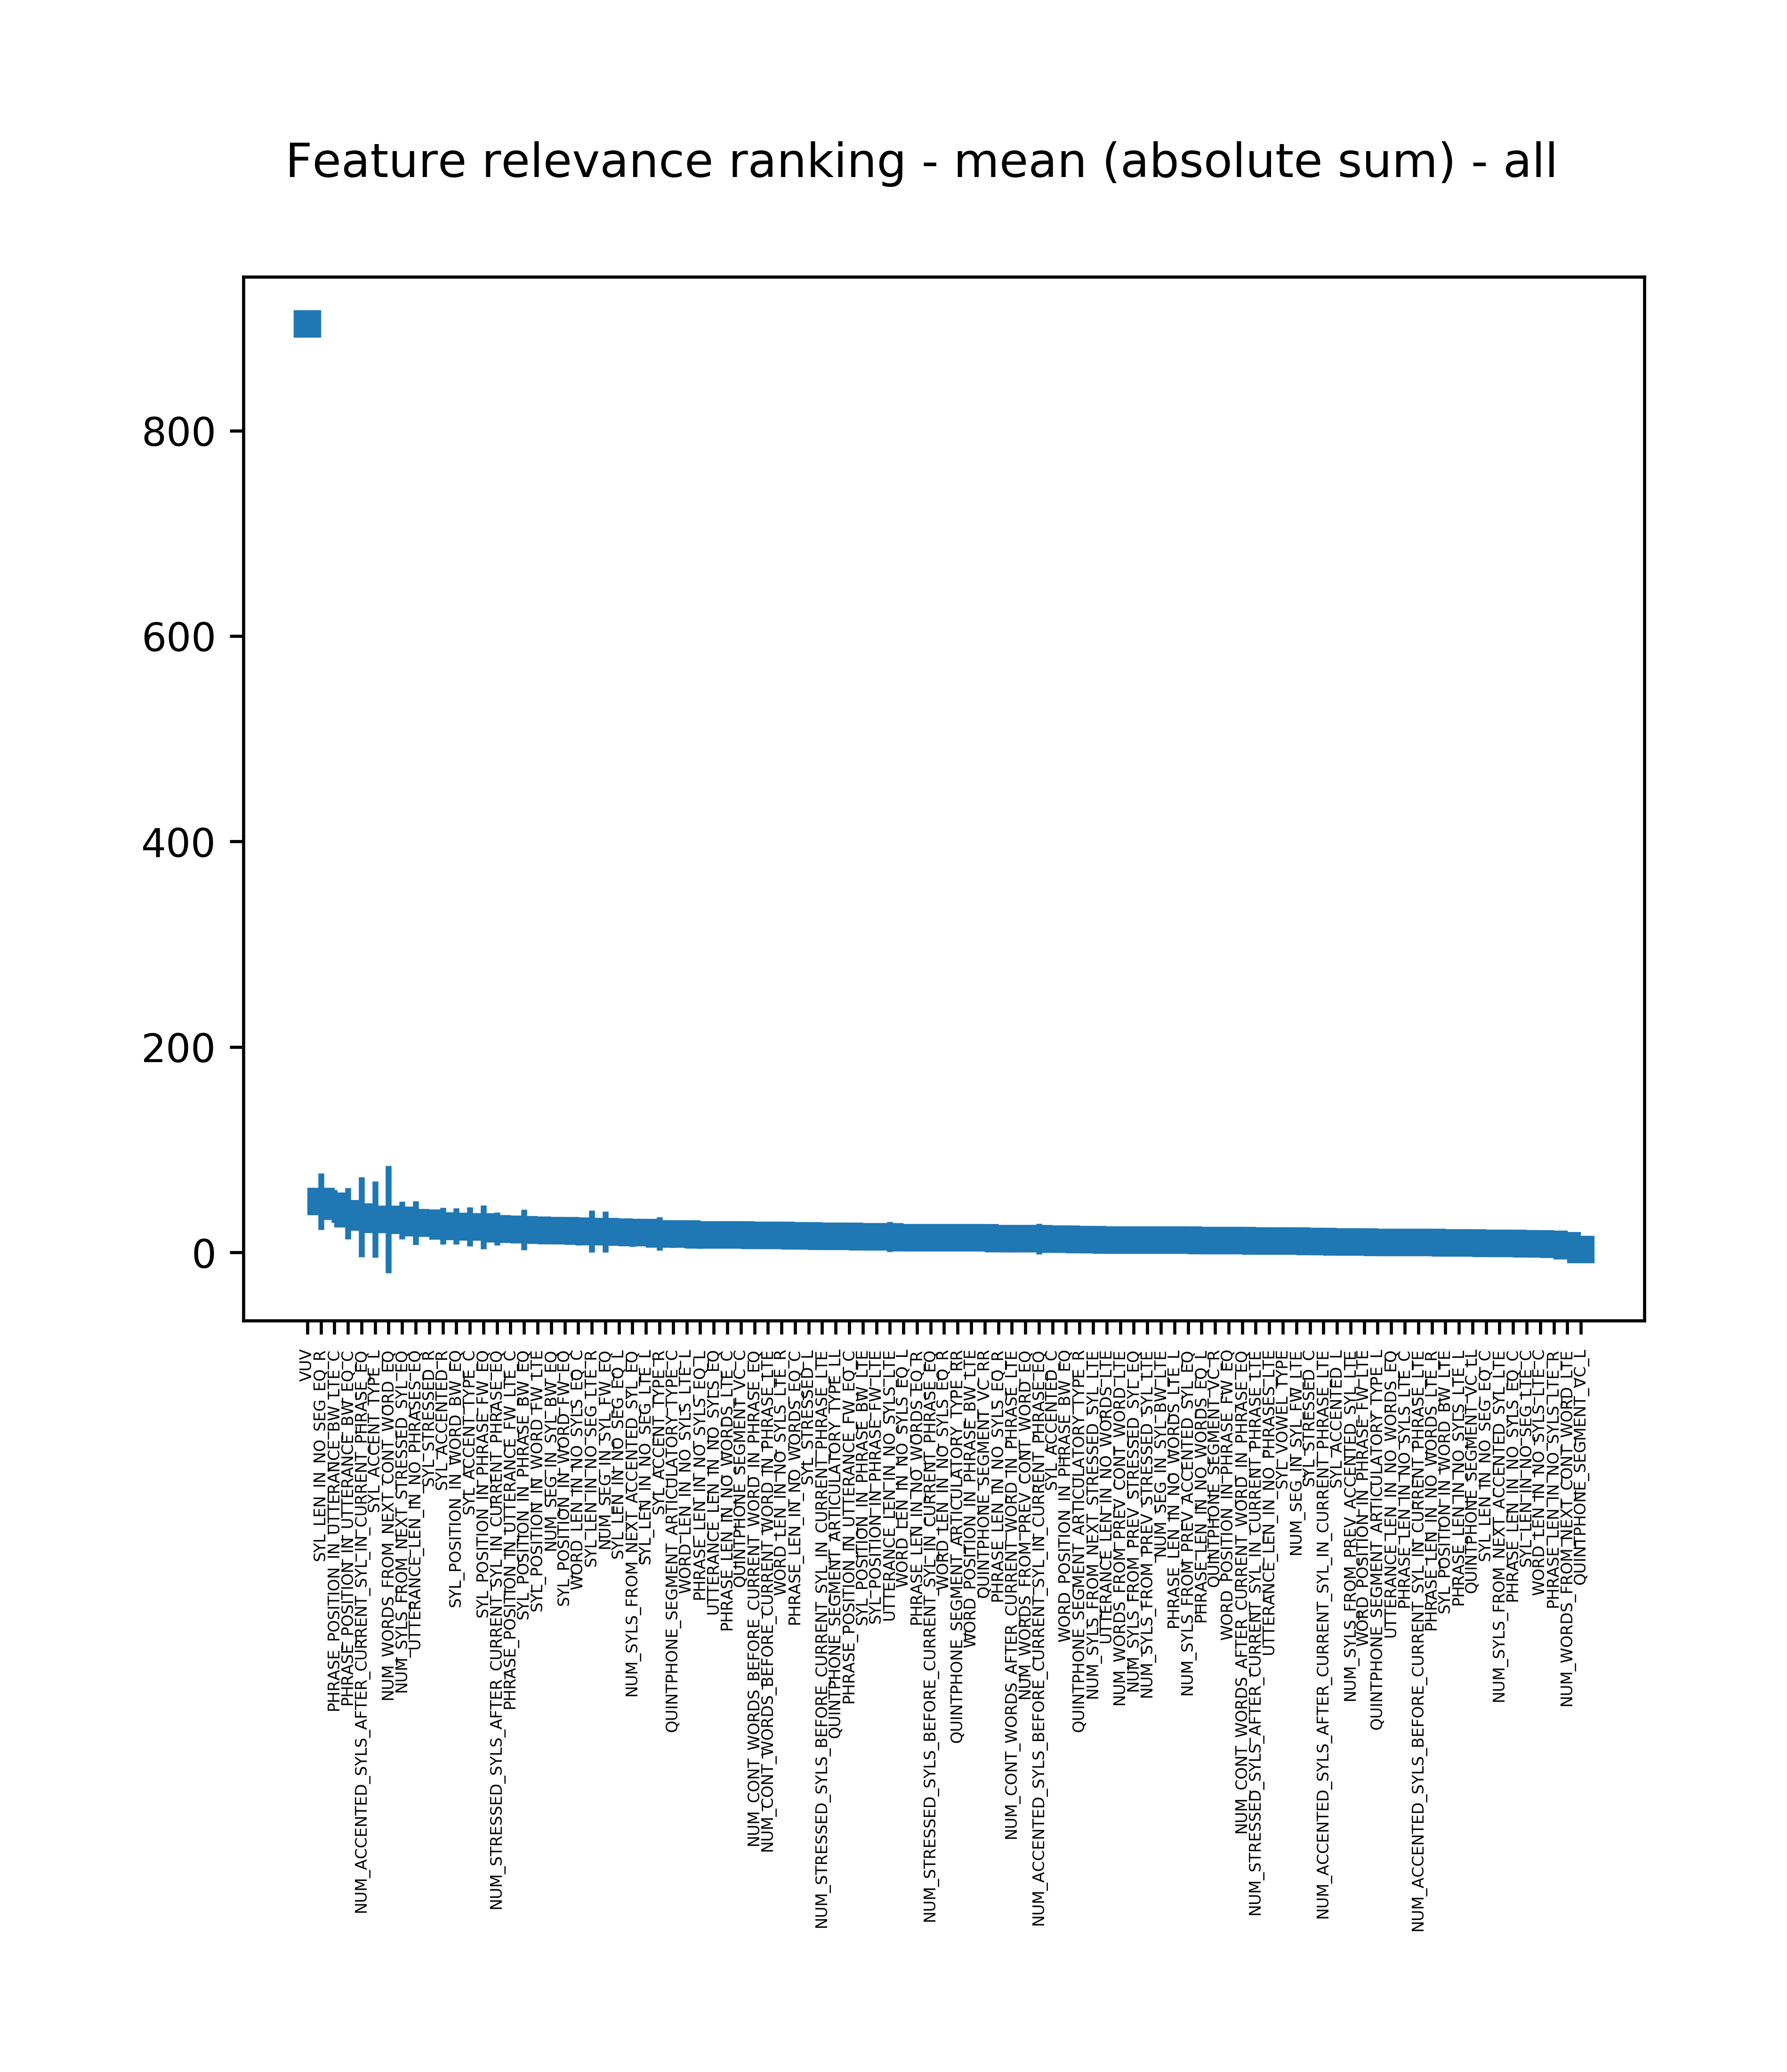 Feature relevance ranking - mean (absolute sum) - all
800
600
400
200
0
VUV
SYL_LEN_IN_NO_SEG_EQ_R
PHRASE_POSITION_IN_UTTERANCE_BW_LTE_C
PHRASE_POSITION_IN_UTTERANCE_BW_EQ_C
NUM_ACCENTED_SYLS_AFTER_CURRENT_SYL_IN_CURRENT_PHRASE_EQ
SYL_ACCENT_TYPE_L
NUM_WORDS_FROM_NEXT_CONT_WORD_EQ
NUM_SYLS_FROM_NEXT_STRESSED_SYL_EQ
UTTERANCE_LEN_IN_NO_PHRASES_EQ
SYL_STRESSED_R
SYL_ACCENTED_R
SYL_POSITION_IN_WORD_BW_EQ
SYL_ACCENT_TYPE_C
SYL_POSITION_IN_PHRASE_FW_EQ
NUM_STRESSED_SYLS_AFTER_CURRENT_SYL_IN_CURRENT_PHRASE_EQ
PHRASE_POSITION_IN_UTTERANCE_FW_LTE_C
SYL_POSITION_IN_PHRASE_BW_EQ
SYL_POSITION_IN_WORD_FW_LTE
NUM_SEG_IN_SYL_BW_EQ
SYL_POSITION_IN_WORD_FW_EQ
WORD_LEN_IN_NO_SYLS_EQ_C
SYL_LEN_IN_NO_SEG_LTE_R
NUM_SEG_IN_SYL_FW_EQ
SYL_LEN_IN_NO_SEG_EQ_L
NUM_SYLS_FROM_NEXT_ACCENTED_SYL_EQ
SYL_LEN_IN_NO_SEG_LTE_L
SYL_ACCENT_TYPE_R
QUINTPHONE_SEGMENT_ARTICULATORY_TYPE_C
WORD_LEN_IN_NO_SYLS_LTE_L
PHRASE_LEN_IN_NO_SYLS_EQ_L
UTTERANCE_LEN_IN_NO_SYLS_EQ
PHRASE_LEN_IN_NO_WORDS_LTE_C
QUINTPHONE_SEGMENT_VC_C
NUM_CONT_WORDS_BEFORE_CURRENT_WORD_IN_PHRASE_EQ
NUM_CONT_WORDS_BEFORE_CURRENT_WORD_IN_PHRASE_LTE
WORD_LEN_IN_NO_SYLS_LTE_R
PHRASE_LEN_IN_NO_WORDS_EQ_C
SYL_STRESSED_L
NUM_STRESSED_SYLS_BEFORE_CURRENT_SYL_IN_CURRENT_PHRASE_LTE
QUINTPHONE_SEGMENT_ARTICULATORY_TYPE_LL
PHRASE_POSITION_IN_UTTERANCE_FW_EQ_C
SYL_POSITION_IN_PHRASE_BW_LTE
SYL_POSITION_IN_PHRASE_FW_LTE
UTTERANCE_LEN_IN_NO_SYLS_LTE
WORD_LEN_IN_NO_SYLS_EQ_L
PHRASE_LEN_IN_NO_WORDS_EQ_R
NUM_STRESSED_SYLS_BEFORE_CURRENT_SYL_IN_CURRENT_PHRASE_EQ
WORD_LEN_IN_NO_SYLS_EQ_R
QUINTPHONE_SEGMENT_ARTICULATORY_TYPE_RR
WORD_POSITION_IN_PHRASE_BW_LTE
QUINTPHONE_SEGMENT_VC_RR
PHRASE_LEN_IN_NO_SYLS_EQ_R
NUM_CONT_WORDS_AFTER_CURRENT_WORD_IN_PHRASE_LTE
NUM_WORDS_FROM_PREV_CONT_WORD_EQ
NUM_ACCENTED_SYLS_BEFORE_CURRENT_SYL_IN_CURRENT_PHRASE_EQ
SYL_ACCENTED_C
WORD_POSITION_IN_PHRASE_BW_EQ
QUINTPHONE_SEGMENT_ARTICULATORY_TYPE_R
NUM_SYLS_FROM_NEXT_STRESSED_SYL_LTE
UTTERANCE_LEN_IN_NO_WORDS_LTE
NUM_WORDS_FROM_PREV_CONT_WORD_LTE
NUM_SYLS_FROM_PREV_STRESSED_SYL_EQ
NUM_SYLS_FROM_PREV_STRESSED_SYL_LTE
NUM_SEG_IN_SYL_BW_LTE
PHRASE_LEN_IN_NO_WORDS_LTE_L
NUM_SYLS_FROM_PREV_ACCENTED_SYL_EQ
PHRASE_LEN_IN_NO_WORDS_EQ_L
QUINTPHONE_SEGMENT_VC_R
WORD_POSITION_IN_PHRASE_FW_EQ
NUM_CONT_WORDS_AFTER_CURRENT_WORD_IN_PHRASE_EQ
NUM_STRESSED_SYLS_AFTER_CURRENT_SYL_IN_CURRENT_PHRASE_LTE
UTTERANCE_LEN_IN_NO_PHRASES_LTE
SYL_VOWEL_TYPE
NUM_SEG_IN_SYL_FW_LTE
SYL_STRESSED_C
NUM_ACCENTED_SYLS_AFTER_CURRENT_SYL_IN_CURRENT_PHRASE_LTE
SYL_ACCENTED_L
NUM_SYLS_FROM_PREV_ACCENTED_SYL_LTE
WORD_POSITION_IN_PHRASE_FW_LTE
QUINTPHONE_SEGMENT_ARTICULATORY_TYPE_L
UTTERANCE_LEN_IN_NO_WORDS_EQ
PHRASE_LEN_IN_NO_SYLS_LTE_C
NUM_ACCENTED_SYLS_BEFORE_CURRENT_SYL_IN_CURRENT_PHRASE_LTE
PHRASE_LEN_IN_NO_WORDS_LTE_R
SYL_POSITION_IN_WORD_BW_LTE
PHRASE_LEN_IN_NO_SYLS_LTE_L
QUINTPHONE_SEGMENT_VC_LL
SYL_LEN_IN_NO_SEG_EQ_C
NUM_SYLS_FROM_NEXT_ACCENTED_SYL_LTE
PHRASE_LEN_IN_NO_SYLS_EQ_C
SYL_LEN_IN_NO_SEG_LTE_C
WORD_LEN_IN_NO_SYLS_LTE_C
PHRASE_LEN_IN_NO_SYLS_LTE_R
NUM_WORDS_FROM_NEXT_CONT_WORD_LTE
QUINTPHONE_SEGMENT_VC_L